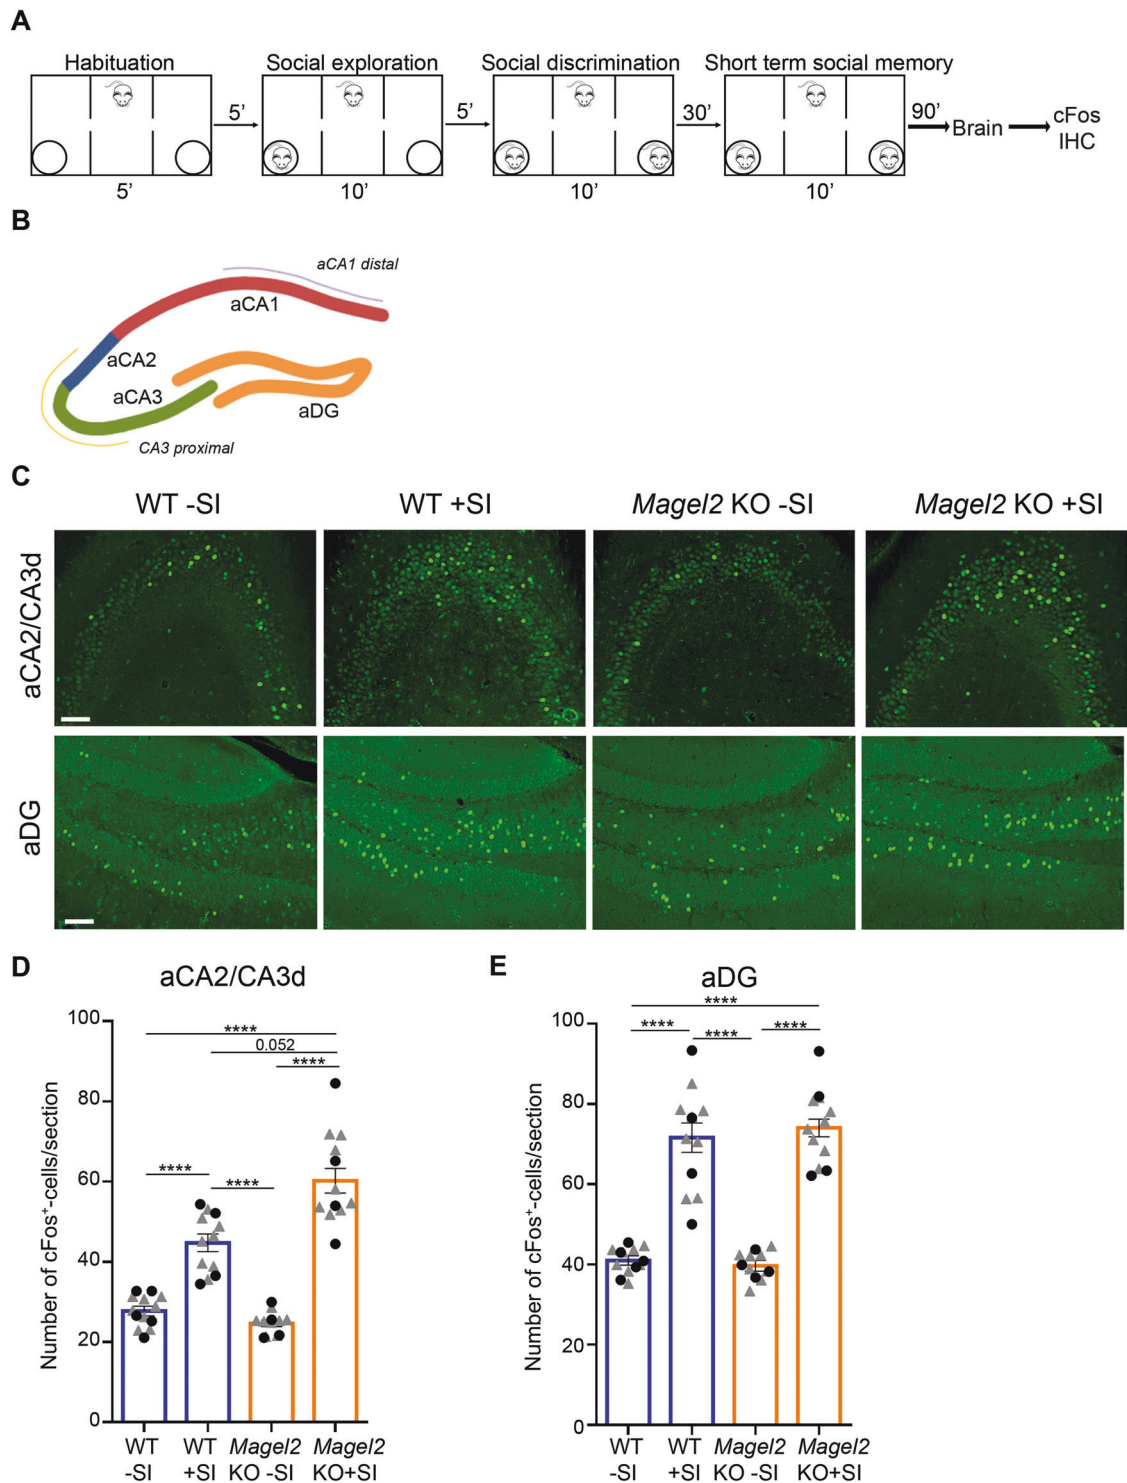 A
Habituation
Social exploration
Social discrimination
Short term social memory
5’
5’
30’
90’
Brain
cFos
IHC
5’
10’
10’
10’
B
aCA1 distal
aCA1
aCA2
aCA3
aDG
CA3 proximal
C
WT -SI
WT +SI
Magel2 KO -SI
Magel2 KO +SI
aCA2/CA3d
aDG
D
aCA2/CA3d
Number of cFos⁺-cells/section
100
80
60
40
20
0
****
0.052
****
****
****
WT
-SI
WT
+SI
Magel2
KO -SI
Magel2
KO+SI
E
aDG
Number of cFos⁺-cells/section
100
80
60
40
20
0
****
****
****
****
WT
-SI
WT
+SI
Magel2
KO -SI
Magel2
KO+SI